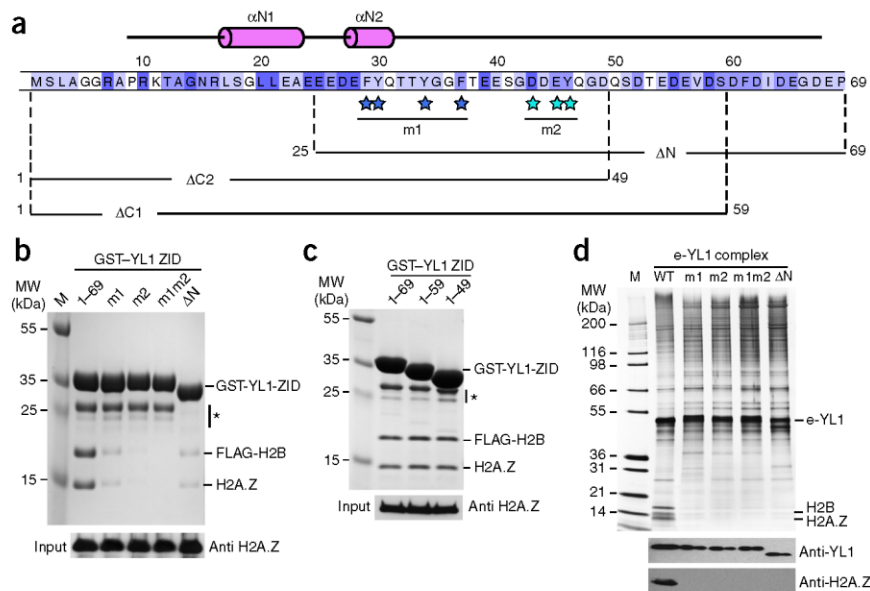 a
αN1 αN2
10 20 30 40 50 60
MSLAGGRAPRKTAGNRLSGLLEAEEEDEFYQTTYGGFTEESGDDEYQGDQSDTEDEVDSDFDIDEGDEP 69
m1 m2
25 ΔN 69
1 ΔC2 49
1 ΔC1 59
b
GST–YL1 ZID
MW (kDa)
M 1–69 m1 m2 m1m2 ΔN
55
35
25
15
GST-YL1-ZID
*
FLAG-H2B
H2A.Z
Input Anti H2A.Z
c
GST–YL1 ZID
MW (kDa)
1–69 1–59 1–49
55
35
25
15
GST-YL1-ZID
*
FLAG-H2B
H2A.Z
Input Anti H2A.Z
d
e-YL1 complex
M WT m1 m2 m1m2 ΔN
MW (kDa)
200
116
98
66
55
36
31
21
14
e-YL1
H2B
H2A.Z
Anti-YL1
Anti-H2A.Z